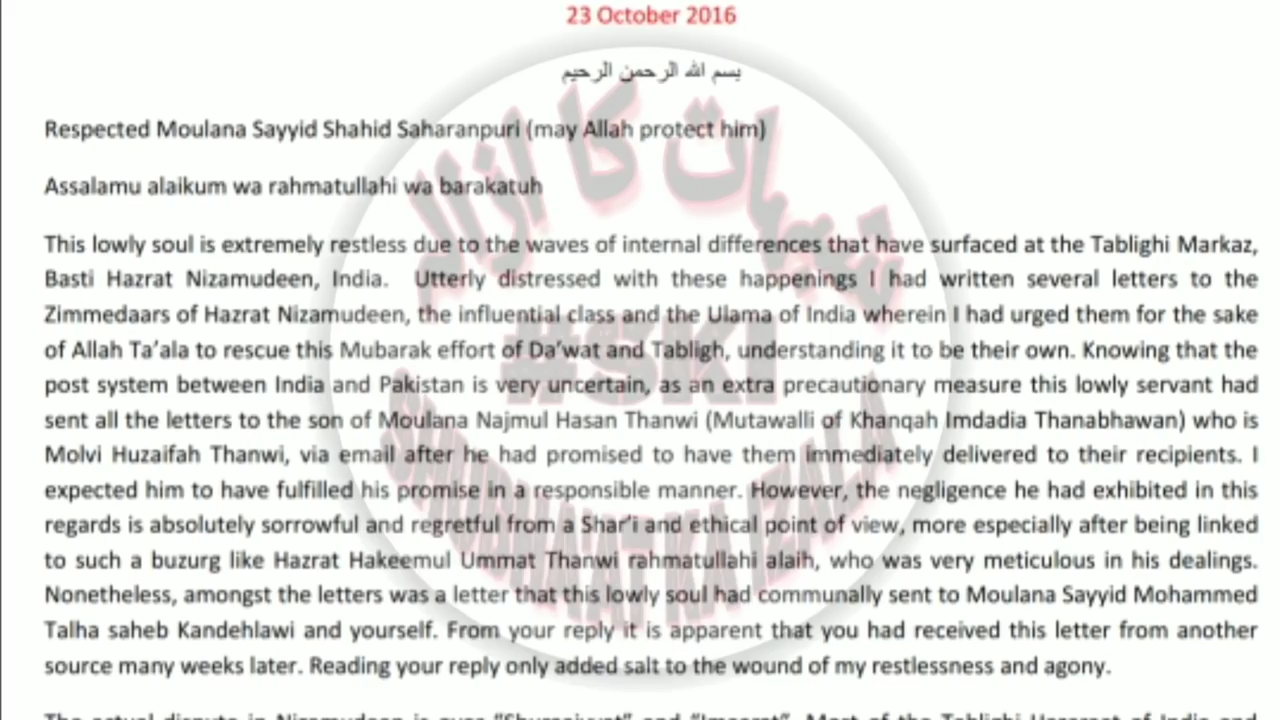 23 October 2016
بسم الله الرحمن الرحيم
Respected Moulana Sayyid Shahid Saharanpuri (may Allah protect him)
Assalamu alaikum wa rahmatullahi wa barakatuh
This lowly soul is extremely restless due to the waves of internal differences that have surfaced at the Tablighi Markaz,
Basti Hazrat Nizamudeen, India. Utterly distressed with these happenings I had written several letters to the
Zimmedaars of Hazrat Nizamudeen, the influential class and the Ulama of India wherein I had urged them for the sake
of Allah Ta'ala to rescue this Mubarak effort of Da'wat and Tabligh, understanding it to be their own. Knowing that the
post system between India and Pakistan is very uncertain, as an extra precautionary measure this lowly servant had
sent all the letters to the son of Moulana Najmul Hasan Thanwi (Mutawalli of Khanqah Imdadia Thanabhawan) who is
Molvi Huzaifah Thanwi, via email after he had promised to have them immediately delivered to their recipients. I
expected him to have fulfilled his promise in a responsible manner. However, the negligence he had exhibited in this
regards is absolutely sorrowful and regretful from a Shar'i and ethical point of view, more especially after being linked
to such a buzurg like Hazrat Hakeemul Ummat Thanwi rahmatullahi alaih, who was very meticulous in his dealings.
Nonetheless, amongst the letters was a letter that this lowly soul had communally sent to Moulana Sayyid Mohammed
Talha saheb Kandehlawi and yourself. From your reply it is apparent that you had received this letter from another
source many weeks later. Reading your reply only added salt to the wound of my restlessness and agony.
شبہات کا ازالہ
#SKI
SHUBHAAT KA IZALA